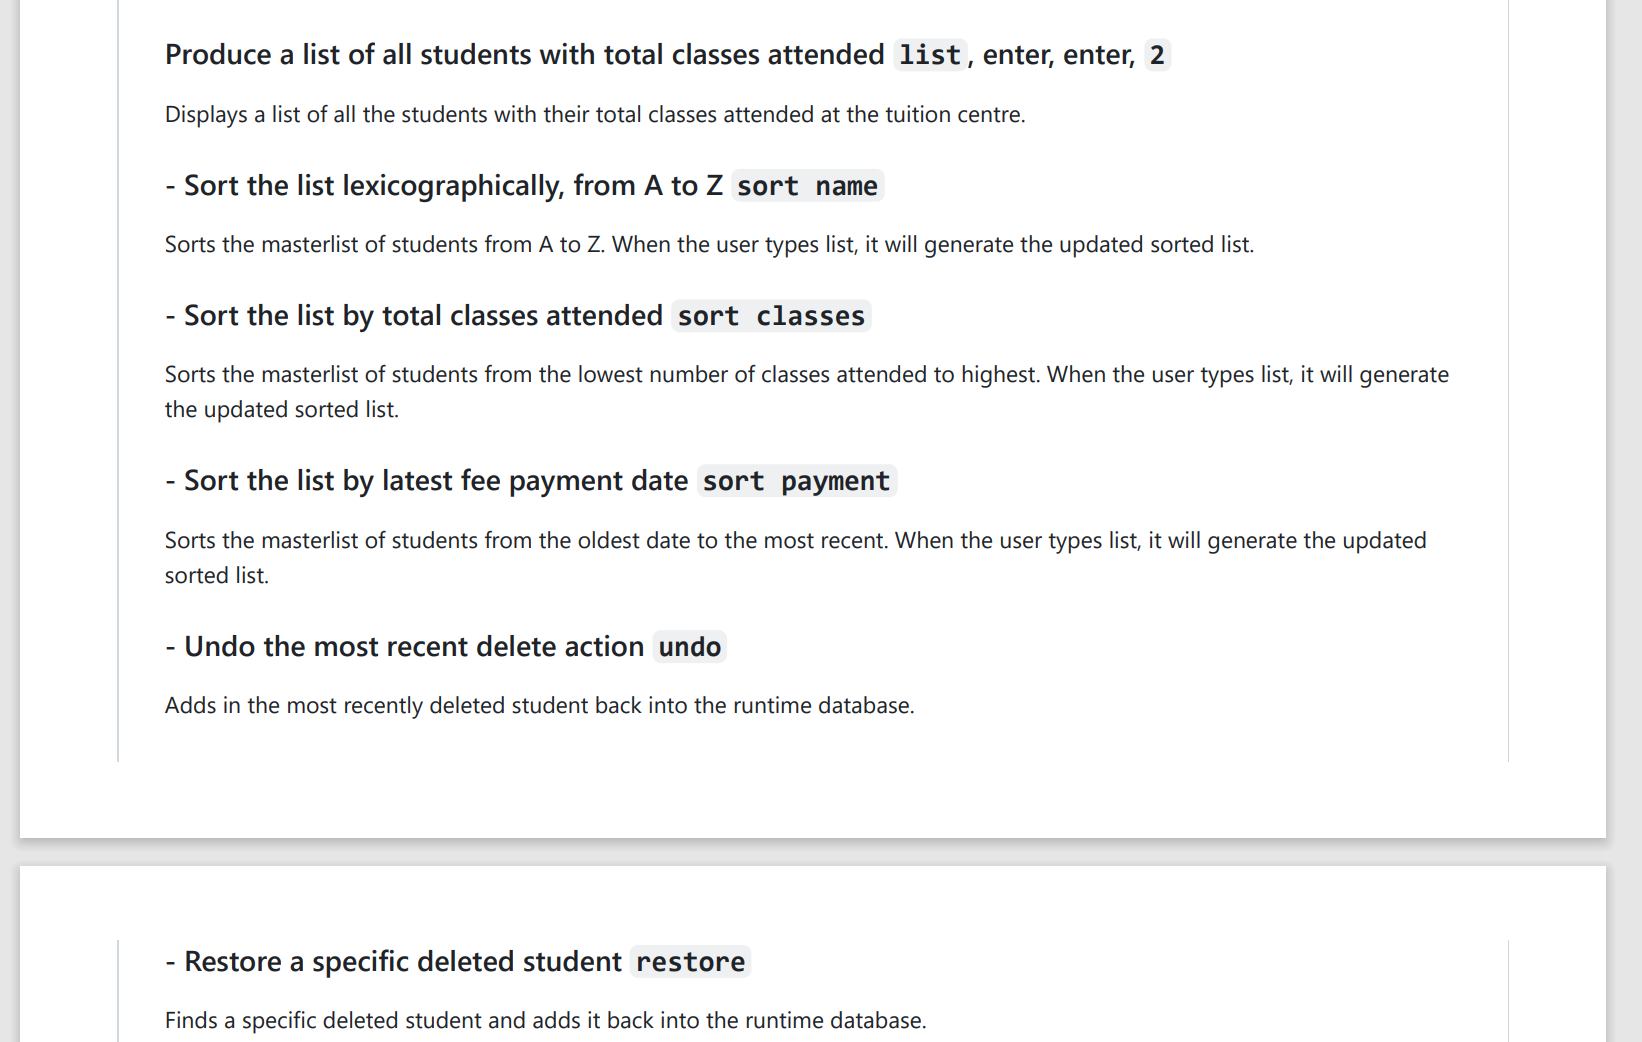 Produce a list of all students with total classes attended list, enter, enter, 2
Displays a list of all the students with their total classes attended at the tuition centre.
- Sort the list lexicographically, from A to Z sort name
Sorts the masterlist of students from A to Z. When the user types list, it will generate the updated sorted list.
- Sort the list by total classes attended sort classes
Sorts the masterlist of students from the lowest number of classes attended to highest. When the user types list, it will generate
the updated sorted list.
- Sort the list by latest fee payment date sort payment
Sorts the masterlist of students from the oldest date to the most recent. When the user types list, it will generate the updated
sorted list.
- Undo the most recent delete action undo
Adds in the most recently deleted student back into the runtime database.
- Restore a specific deleted student restore
Finds a specific deleted student and adds it back into the runtime database.